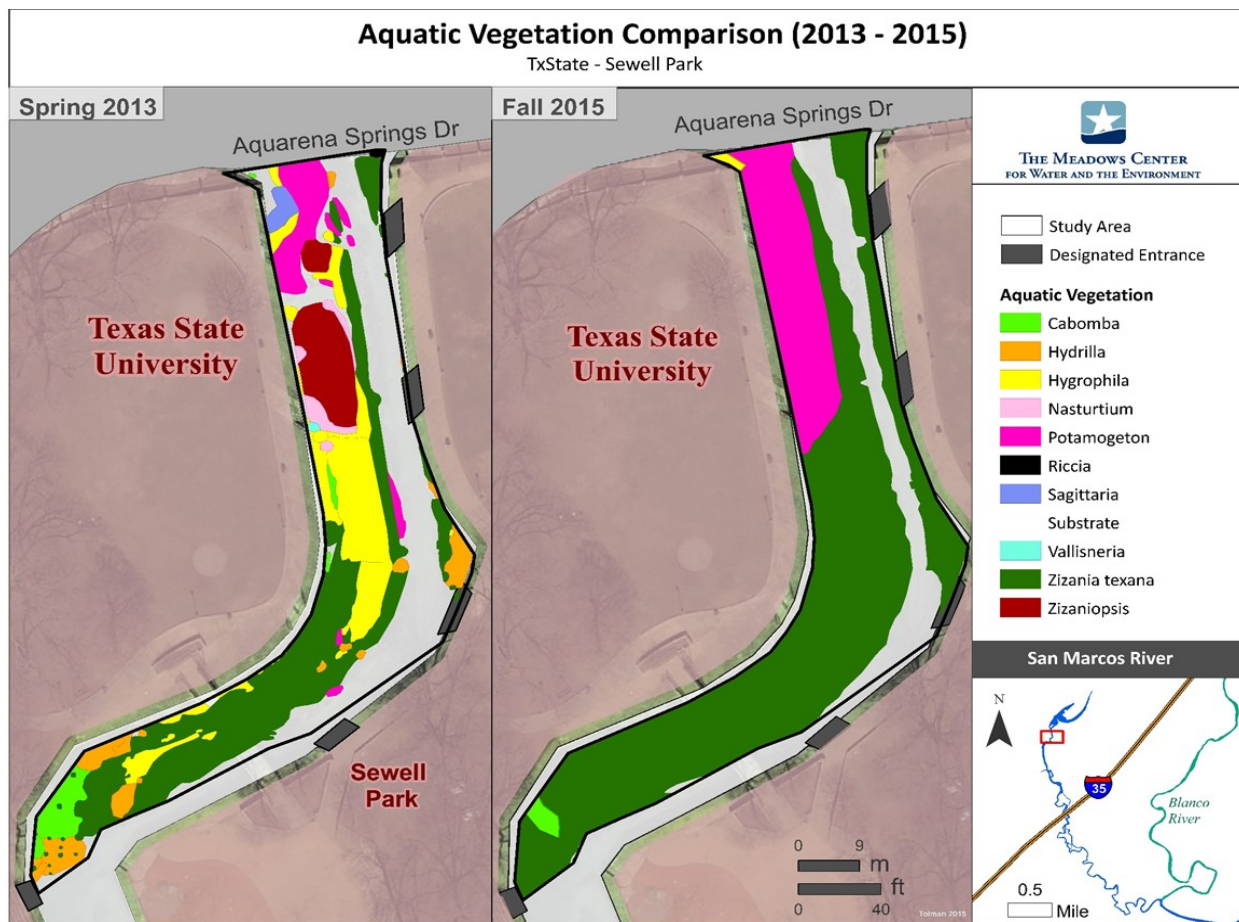 Aquatic Vegetation Comparison (2013 - 2015)
TxState - Sewell Park
Spring 2013
Aquarena Springs Dr
Texas State
University
Sewell
Park
Fall 2015
Aquarena Springs Dr
Texas State
University
0 9
m
ft
0 40
Tolman 2015
THE MEADOWS CENTER
FOR WATER AND THE ENVIRONMENT
Study Area
Designated Entrance
Aquatic Vegetation
Cabomba
Hydrilla
Hygrophila
Nasturtium
Potamogeton
Riccia
Sagittaria
Substrate
Vallisneria
Zizania texana
Zizaniopsis
San Marcos River
N
35
Blanco
River
0.5
Mile